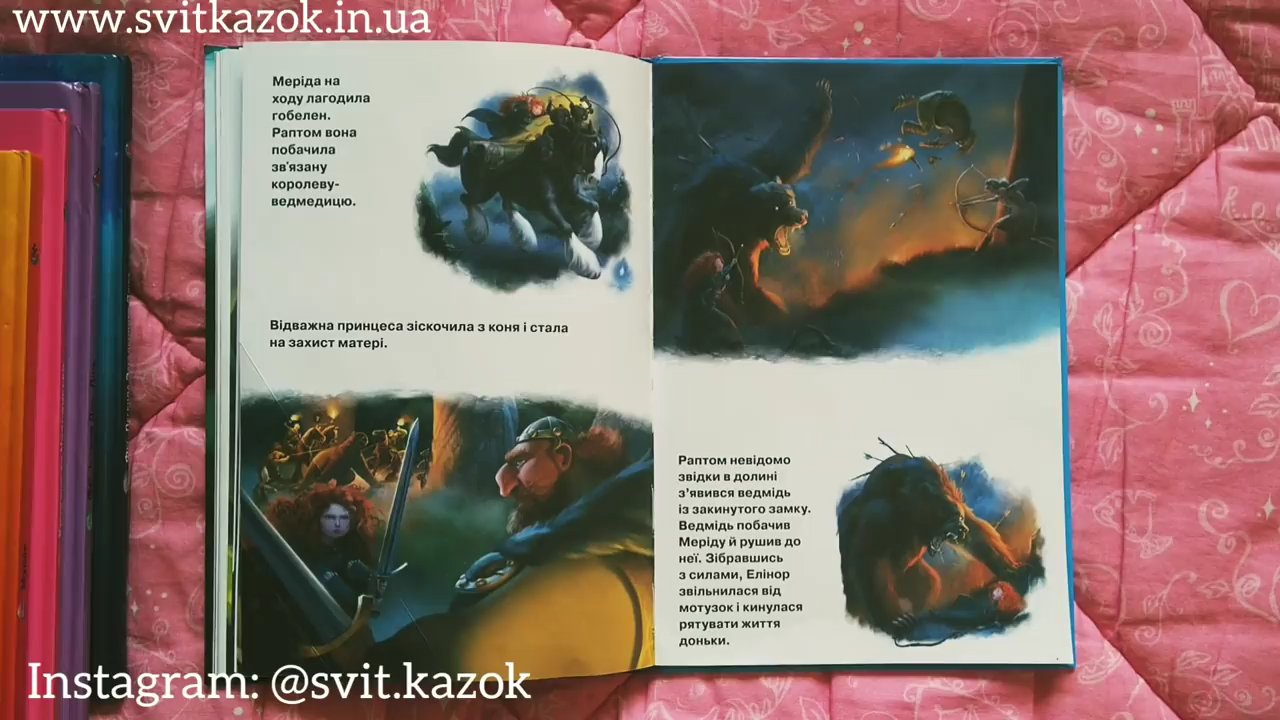 www.svitkazok.in.ua
Меріда на
ходу лагодила
гобелен.
Раптом вона
побачила
зв'язану
королеву-
ведмедицю.
Відважна принцеса зіскочила з коня і стала
на захист матері.
Раптом невідомо
звідки в долині
з'явився ведмідь
із закинутого замку.
Ведмідь побачив
Меріду й рушив до
неї. Зібравшись
з силами, Елінор
звільнилася від
мотузок і кинулася
рятувати життя
доньки.
Instagram: @svit.kazok